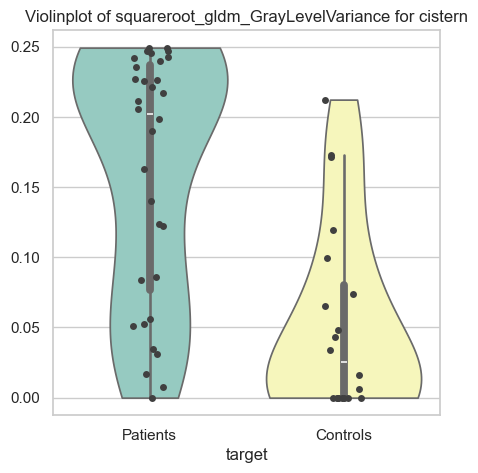 Violinplot of squareroot_gldm_GrayLevelVariance for cistern
0.25
0.20
0.15
0.10
0.05
0.00
Patients
Controls
target